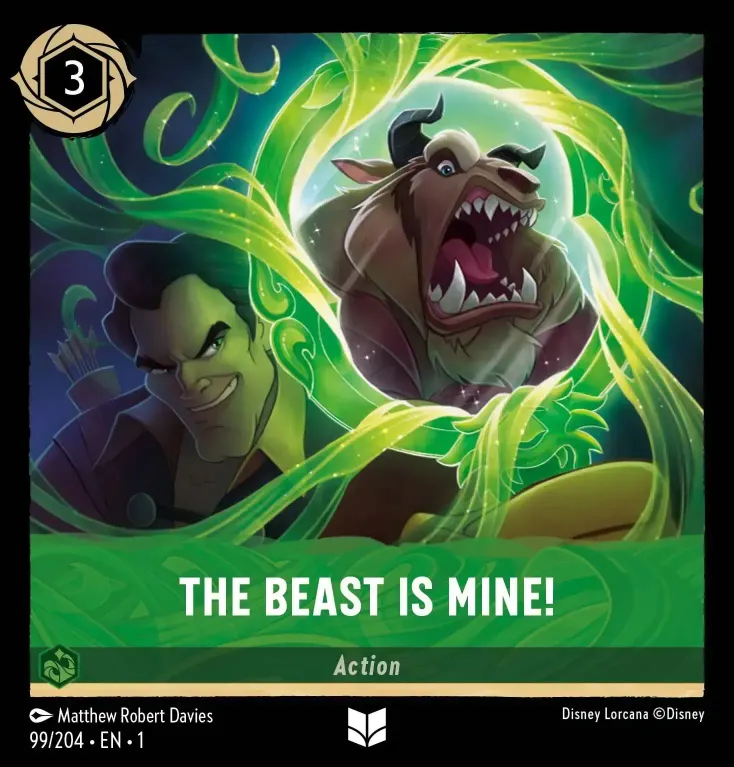 3
THE BEAST IS MINE!
Action
Matthew Robert Davies
Disney Lorcana ©Disney
99/204 • EN • 1